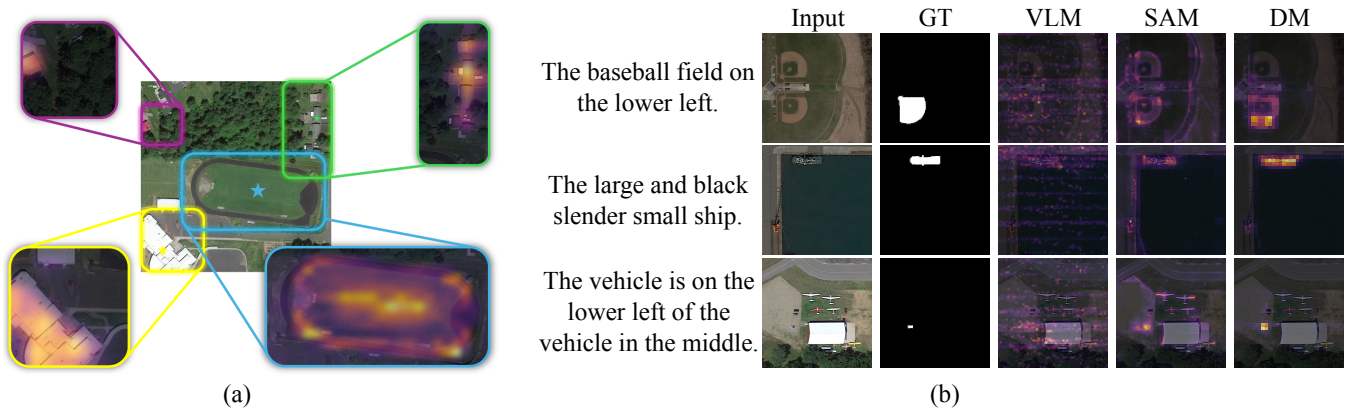 Input GT VLM SAM DM
The baseball field on
the lower left.
The large and black
slender small ship.
The vehicle is on the
lower left of the
vehicle in the middle.
(a) (b)